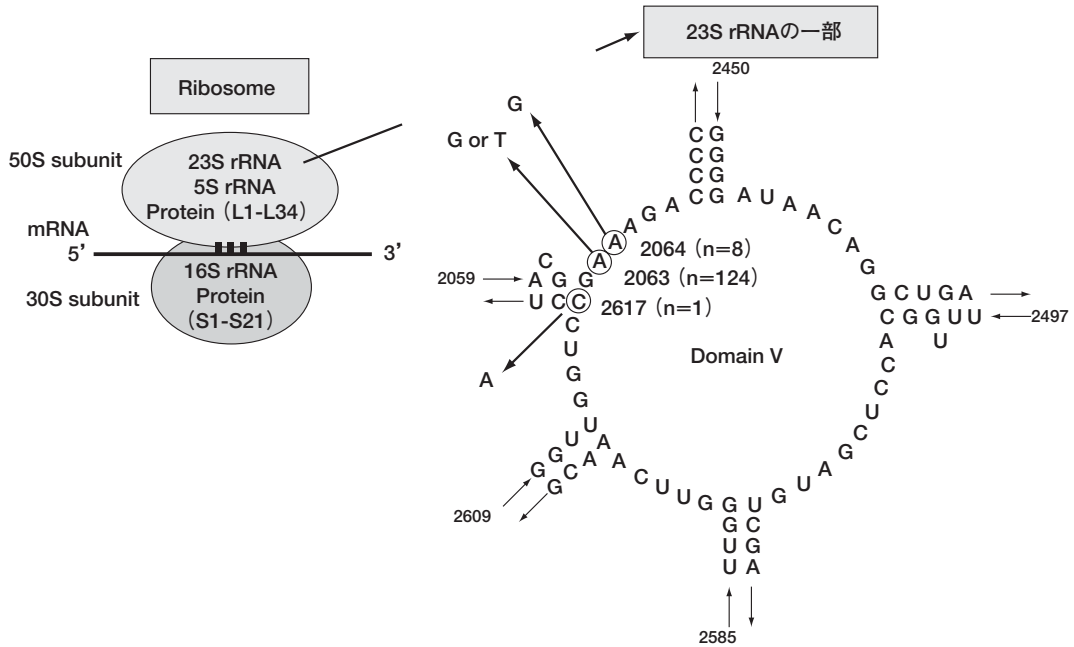 Ribosome
50S subunit
23S rRNA
5S rRNA
Protein（L1-L34）
mRNA
5’
3’
30S subunit
16S rRNA
Protein
（S1-S21）
23S rRNAの一部
2450
G
G or T
C G
C G
C G
C G
A U A A C A G
G C U G A
C G G U U
U
2497
A C C U C G A U G
U C G A
G G U U
2585
G U U C A A
A C G
2609
U U G G
G G U C
C
C
U C
A G
C
G
2059
A
A
A G A C
2064（n=8）
2063（n=124）
2617（n=1）
A
Domain V